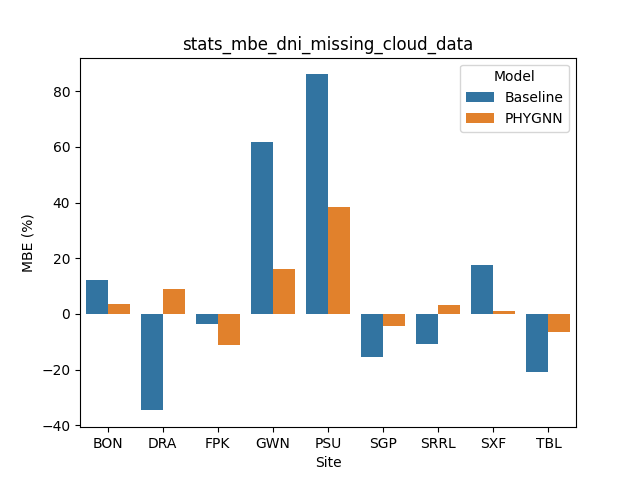 stats_mbe_dni_missing_cloud_data
Model
Baseline
PHYGNN
MBE (%)
80
60
40
20
0
−20
−40
BON DRA FPK GWN PSU SGP SRRL SXF TBL
Site